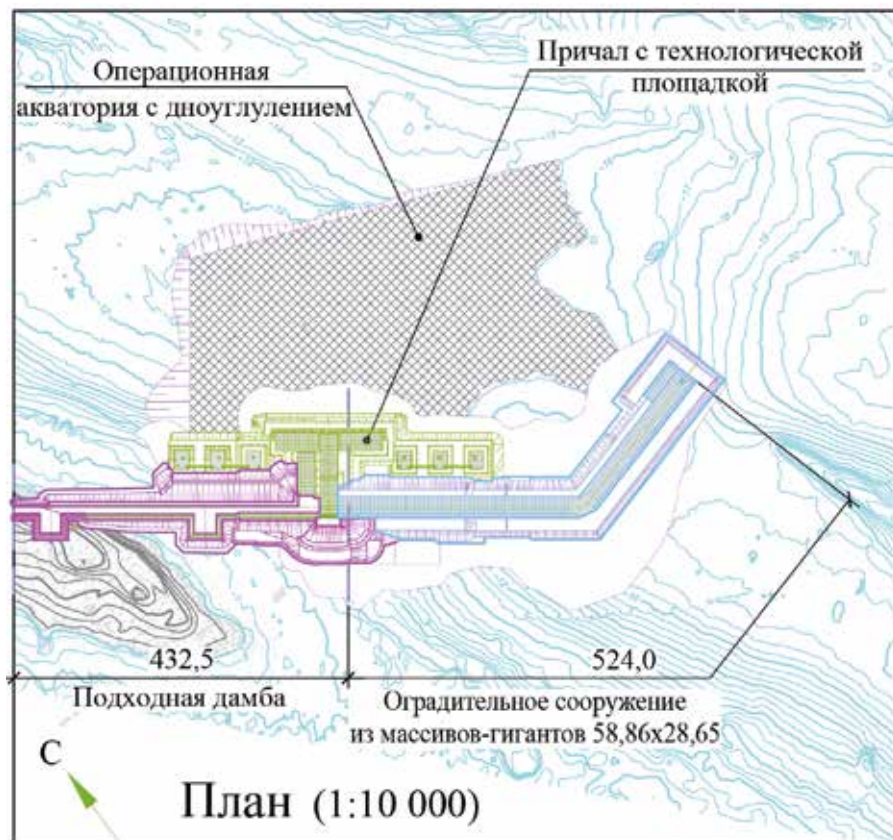 Операционная
акватория с дноуглулением
Причал с технологической
площадкой
432,5
524,0
Подходная дамба
Оградительное сооружение
из массивов-гигантов 58,86х28,65
С
План (1:10 000)